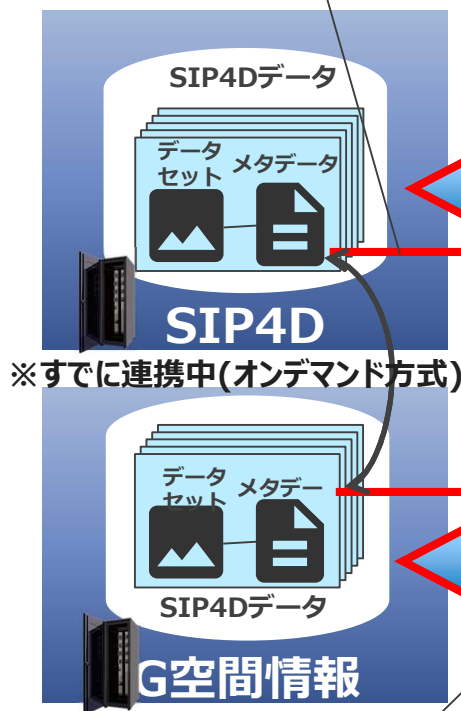 SIP4Dデータ
データ
セット
メタデータ
SIP4D
※すでに連携中(オンデマンド方式)
データ
セット
メタデー
SIP4Dデータ
G空間情報